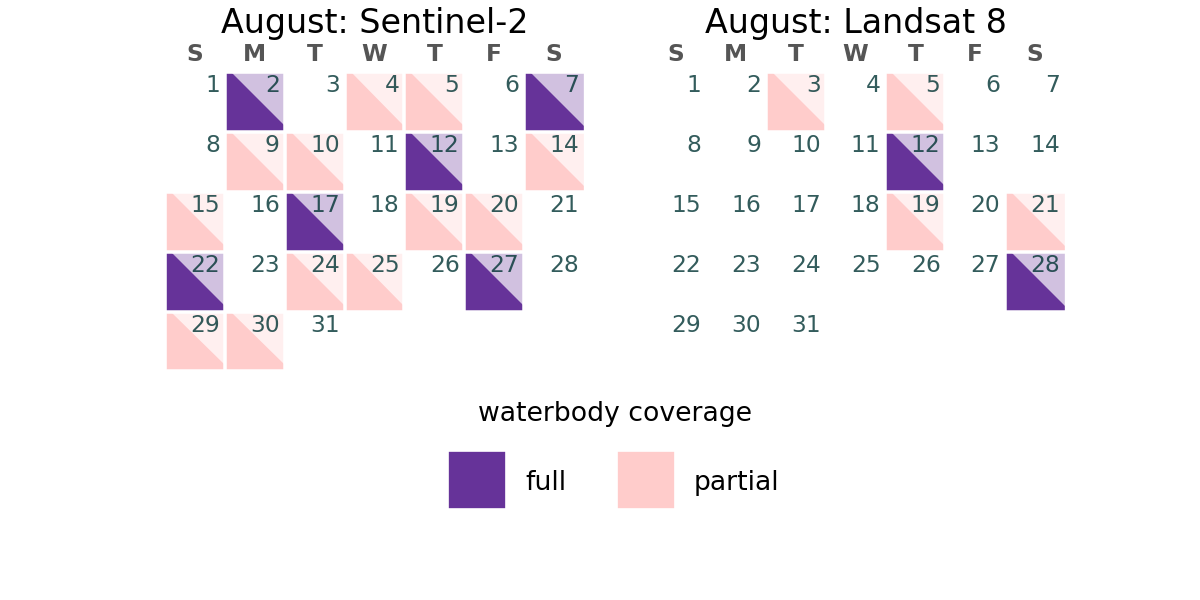 August: Sentinel-2
S M T W T F S
1 2 3 4 5 6 7
8 9 10 11 12 13 14
15 16 17 18 19 20 21
22 23 24 25 26 27 28
29 30 31
August: Landsat 8
S M T W T F S
1 2 3 4 5 6 7
8 9 10 11 12 13 14
15 16 17 18 19 20 21
22 23 24 25 26 27 28
29 30 31
waterbody coverage
full
partial